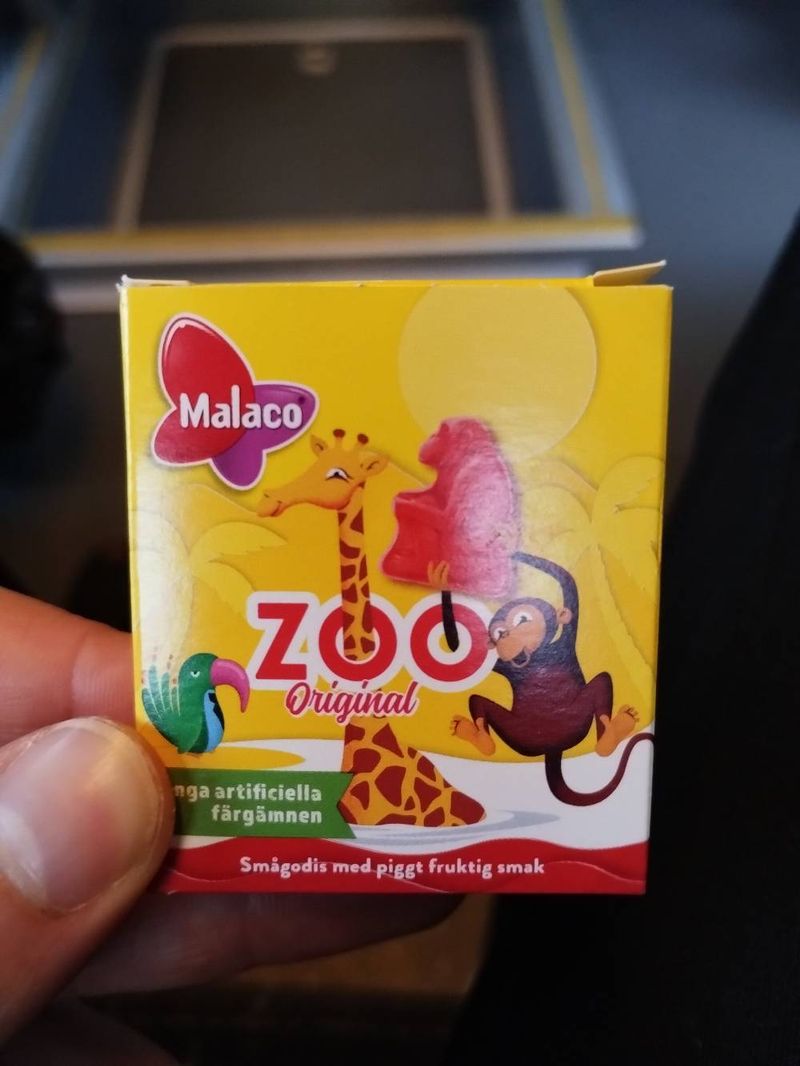 Malaco
ZOO
Original
nga artificiella
färgämnen
Smågodis med piggt fruktig smak